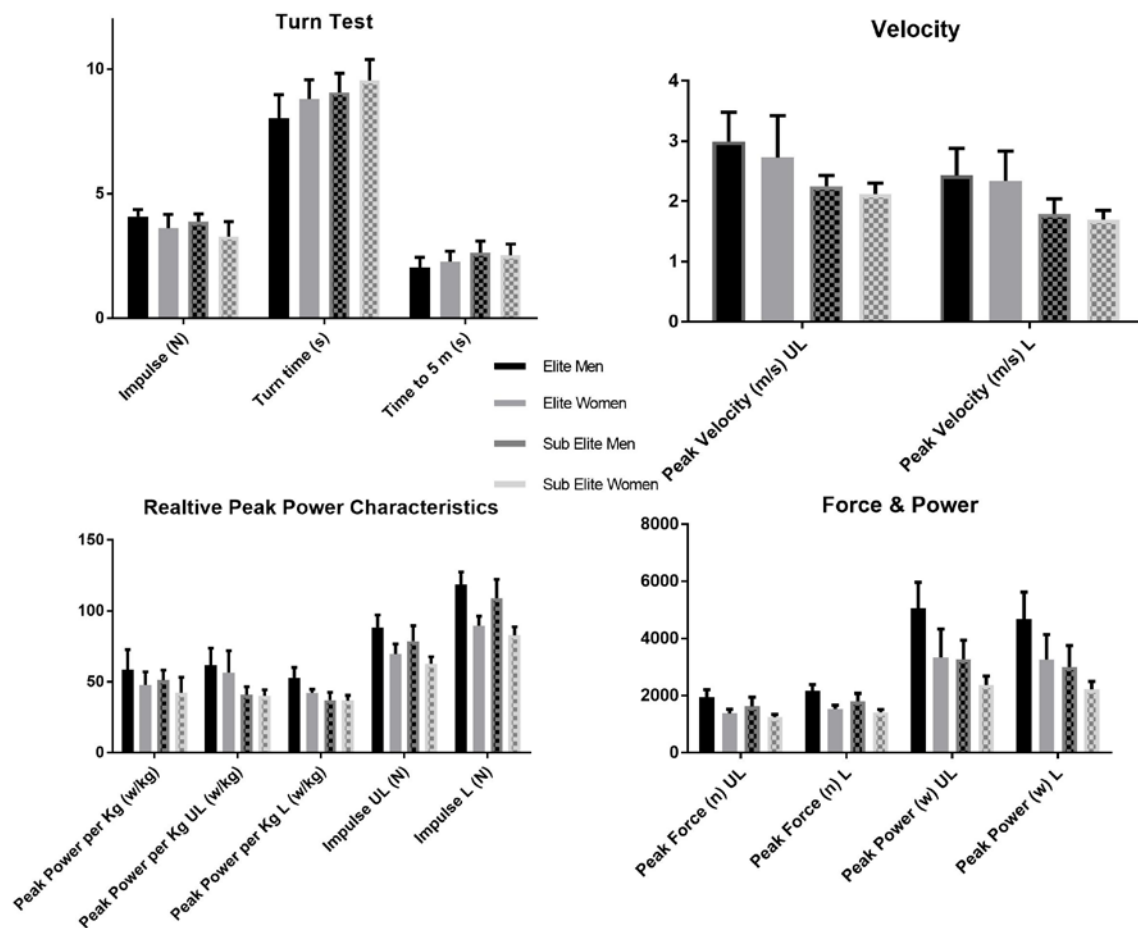 Turn Test
10
5
0
Impulse (N)
Turn time (s)
Time to 5 m (s)
Velocity
4
3
2
1
0
Peak Velocity (m/s) UL
Peak Velocity (m/s) L
Elite Men
Elite Women
Sub Elite Men
Sub Elite Women
Realtive Peak Power Characteristics
150
100
50
0
Peak Power per Kg (w/kg)
Peak Power per Kg UL (w/kg)
Peak Power per Kg L (w/kg)
Impulse UL (N)
Impulse L (N)
Force & Power
8000
6000
4000
2000
0
Peak Force (n) UL
Peak Force (n) L
Peak Power (w) UL
Peak Power (w) L